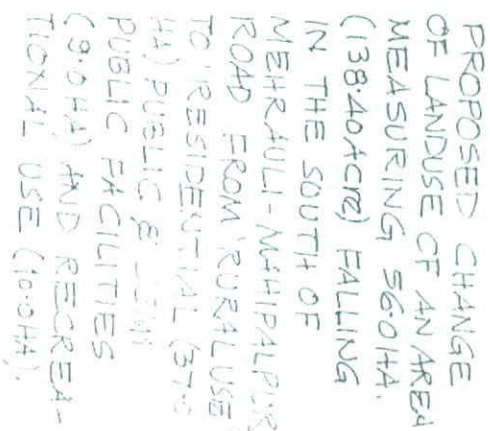 PROPOSED CHANGE
OF LANDUSE OF AN AREA
MEASURING 56.0 HA.
(138.40 Acre) FALLING
IN THE SOUTH OF
MEHRAULI-MAHIPALPUR
ROAD FROM 'RURAL USE'
TO 'RESIDENTIAL (37.0
HA) PUBLIC & SEMI
PUBLIC FACILITIES
(9.0 HA) AND RECREA-
TIONAL USE (10.0 HA).